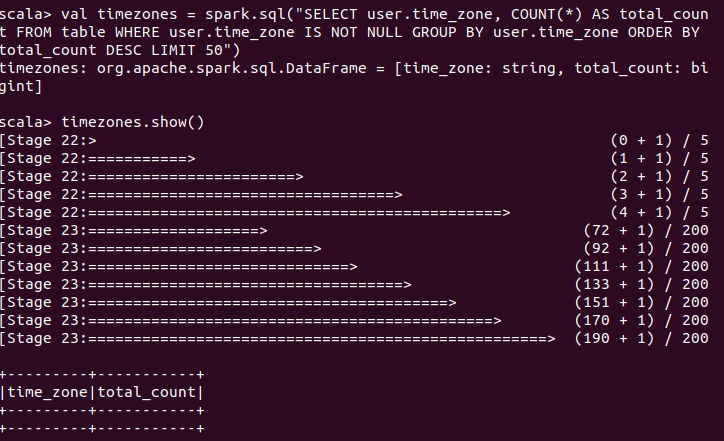 scala> val timezones = spark.sql("SELECT user.time_zone, COUNT(*) AS total_coun
t FROM table WHERE user.time_zone IS NOT NULL GROUP BY user.time_zone ORDER BY
total_count DESC LIMIT 50")
timezones: org.apache.spark.sql.DataFrame = [time_zone: string, total_count: bi
gint]

scala> timezones.show()
[Stage 22:>                                                         (0 + 1) / 5
[Stage 22:===========>                                              (1 + 1) / 5
[Stage 22:=======================>                                  (2 + 1) / 5
[Stage 22:==================================>                       (3 + 1) / 5
[Stage 22:==============================================>           (4 + 1) / 5
[Stage 23:===================>                                   (72 + 1) / 200
[Stage 23:=========================>                             (92 + 1) / 200
[Stage 23:=============================>                        (111 + 1) / 200
[Stage 23:===================================>                  (133 + 1) / 200
[Stage 23:========================================>             (151 + 1) / 200
[Stage 23:=============================================>        (170 + 1) / 200
[Stage 23:===================================================>  (190 + 1) / 200

+---------+-----------+
|time_zone|total_count|
+---------+-----------+
+---------+-----------+